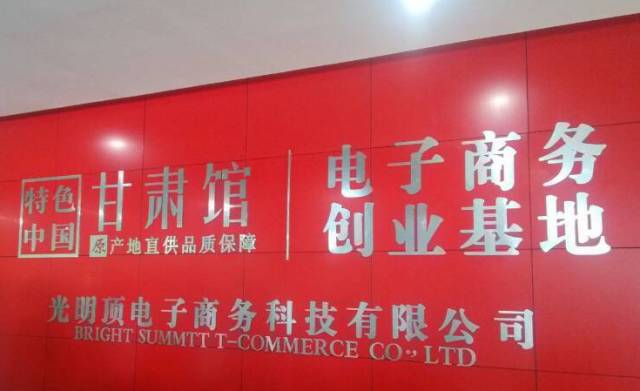 特色
中国
甘肃馆
原产地直供品质保障
电子商务
创业基地
光明顶电子商务科技有限公司
BRIGHT SUMMTT T-COMMERCE CO., LTD